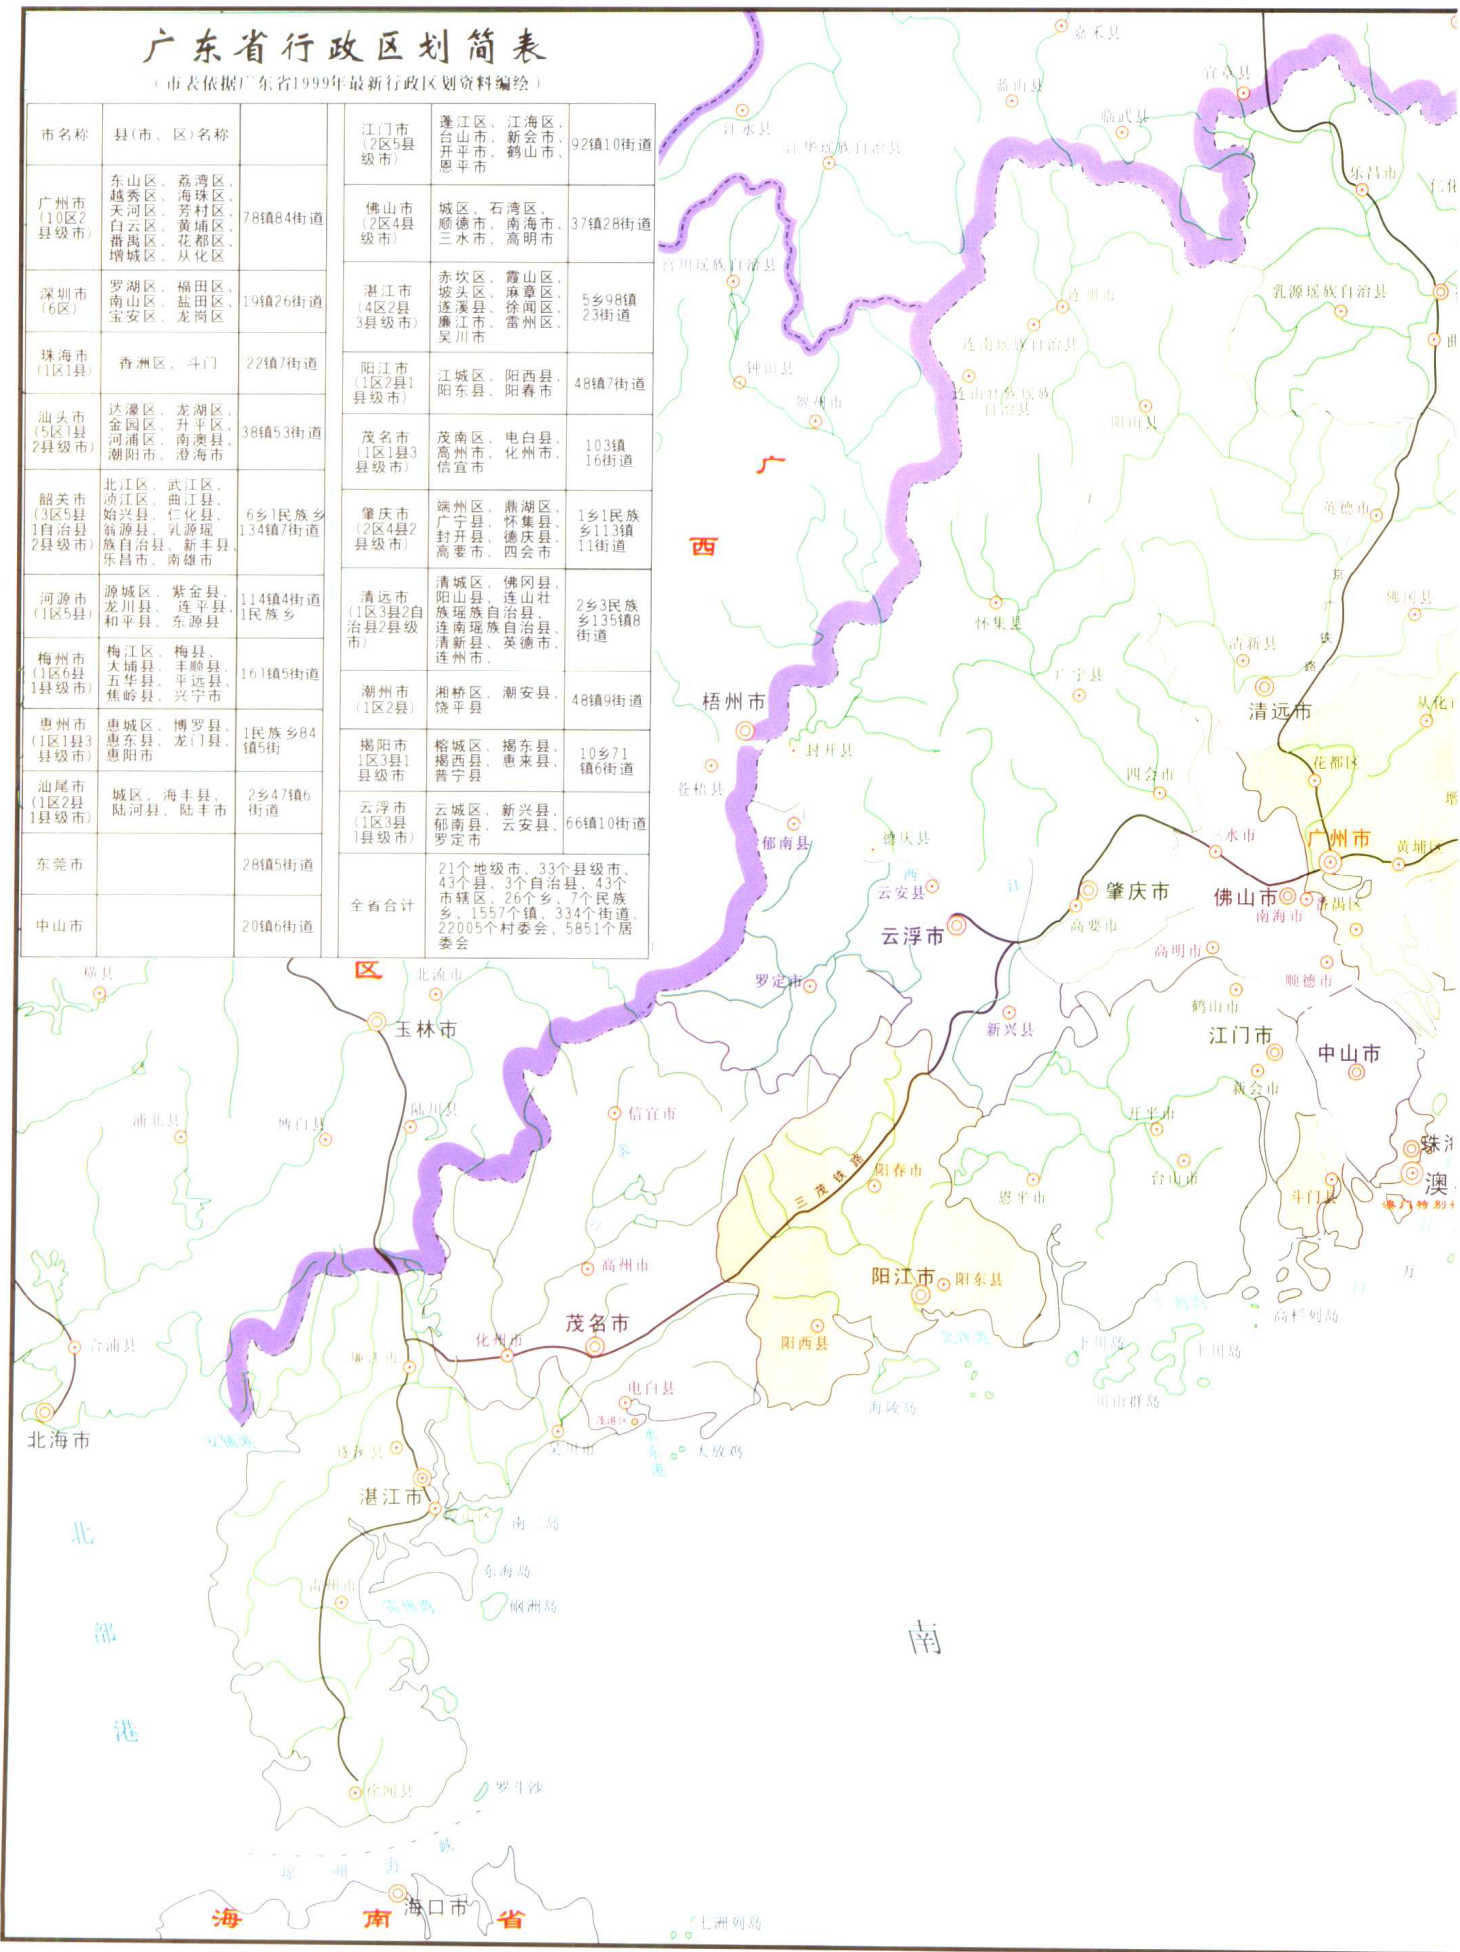 广东省行政区划简表
(市表依据广东省1999年最新行政区划资料编绘)
市名称
县(市、区)名称
广州市
(10区2
县级市)
东山区、荔湾区、
越秀区、海珠区、
天河区、芳村区、
白云区、黄埔区、
番禺区、花都区、
增城区、从化区
78镇84街道
深圳市
(6区)
罗湖区、福田区、
南山区、盐田区、
宝安区、龙岗区
19镇26街道
珠海市
(1区1县)
香洲区、斗门
22镇7街道
汕头市
(5区1县
2县级市)
达濠区、龙湖区、
金园区、升平区、
河浦区、南澳县、
潮阳市、澄海市
38镇53街道
韶关市
(3区5县
1自治县
2县级市)
北江区、武江区、
浈江区、曲江县、
始兴县、仁化县、
翁源县、乳源瑶
族自治县、新丰县、
乐昌市、南雄市
6乡1民族乡
134镇7街道
河源市
(1区5县)
源城区、紫金县、
龙川县、连平县、
和平县、东源县
114镇4街道
1民族乡
梅州市
(1区6县
1县级市)
梅江区、梅县、
大埔县、丰顺县、
五华县、平远县、
焦岭县、兴宁市
161镇5街道
惠州市
(1区1县3
县级市)
惠城区、博罗县、
惠东县、龙门县、
惠阳市
1民族乡84
镇5街
汕尾市
(1区2县
1县级市)
城区、海丰县、
陆河县、陆丰市
2乡47镇6
街道
东莞市
28镇5街道
中山市
20镇6街道
江门市
(2区5县
级市)
蓬江区、江海区、
台山市、新会市、
开平市、鹤山市、
恩平市
92镇10街道
佛山市
(2区4县
级市)
城区、石湾区、
顺德市、南海市、
三水市、高明市
37镇28街道
湛江市
(4区2县
3县级市)
赤坎区、霞山区、
坡头区、麻章区、
遂溪县、徐闻区、
廉江市、雷州区、
吴川市
5乡98镇
23街道
阳江市
(1区2县1
县级市)
江城区、阳西县、
阳东县、阳春市
48镇7街道
茂名市
(1区1县3
县级市)
茂南区、电白县、
高州市、化州市、
信宜市
103镇
16街道
肇庆市
(2区4县2
县级市)
端州区、鼎湖区、
广宁县、怀集县、
封开县、德庆县、
高要市、四会市
1乡1民族
乡113镇
11街道
清远市
(1区3县2自
治县2县级
市)
清城区、佛冈县、
阳山县、连山壮
族瑶族自治县、
连南瑶族自治县、
清新县、英德市、
连州市、
2乡3民族
乡135镇8
街道
潮州市
(1区2县)
湘桥区、潮安县、
饶平县
48镇9街道
揭阳市
1区3县1
县级市
榕城区、揭东县、
揭西县、惠来县、
普宁县
10乡71
镇6街道
云浮市
(1区3县
1县级市)
云城区、新兴县、
郁南县、云安县、
罗定市
66镇10街道
全省合计
21个地级市、33个县级市、
43个县、3个自治县、43个
市辖区、26个乡、7个民族
乡、1557个镇、334个街道、
22005个村委会、5851个居
委会
嘉禾县
宜章县
蓝山县
临武县
江永县
江华瑶族自治县
乐昌市
仁化
富川瑶族自治县
连州市
乳源瑶族自治县
曲
连南瑶族自治县
钟山县
连山壮族瑶族
自治县
贺州市
阳山县
广
西
英德市
京
广
铁
路
佛冈县
怀集县
清新县
广宁县
清远市
从化市
梧州市
封开县
花都区
四会市
苍梧县
增
郁南县
德庆县
三水市
广州市
黄埔区
西
江
云安县
肇庆市
佛山市
番禺区
南海市
云浮市
高要市
高明市
区
横县
北流市
罗定市
顺德市
鹤山市
玉林市
新兴县
江门市
中山市
新会市
浦北县
博白县
陆川县
信宜市
开平市
珠海
三茂铁路
阳春市
恩平市
台山市
斗门县
澳
澳门特别行
高州市
阳江市
阳东县
万
高栏列岛
茂名市
化州市
阳西县
合浦县
廉江市
下川岛
上川岛
川山群岛
电白县
茂港区
海陵岛
北海市
安铺港
遂溪县
吴川市
水东港
大放鸡
湛江市
霞山区
南三岛
北
部
港
东海岛
雷州市
雷州湾
硇洲岛
南
徐闻县
罗斗沙
琼州海峡
海南省
海口市
七洲列岛